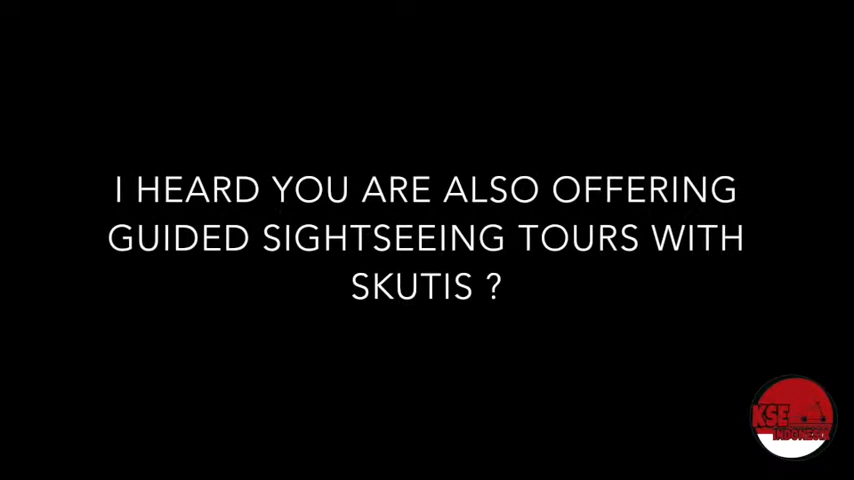 I HEARD YOU ARE ALSO OFFERING
GUIDED SIGHTSEEING TOURS WITH
SKUTIS ?
KSE
INDONESIA